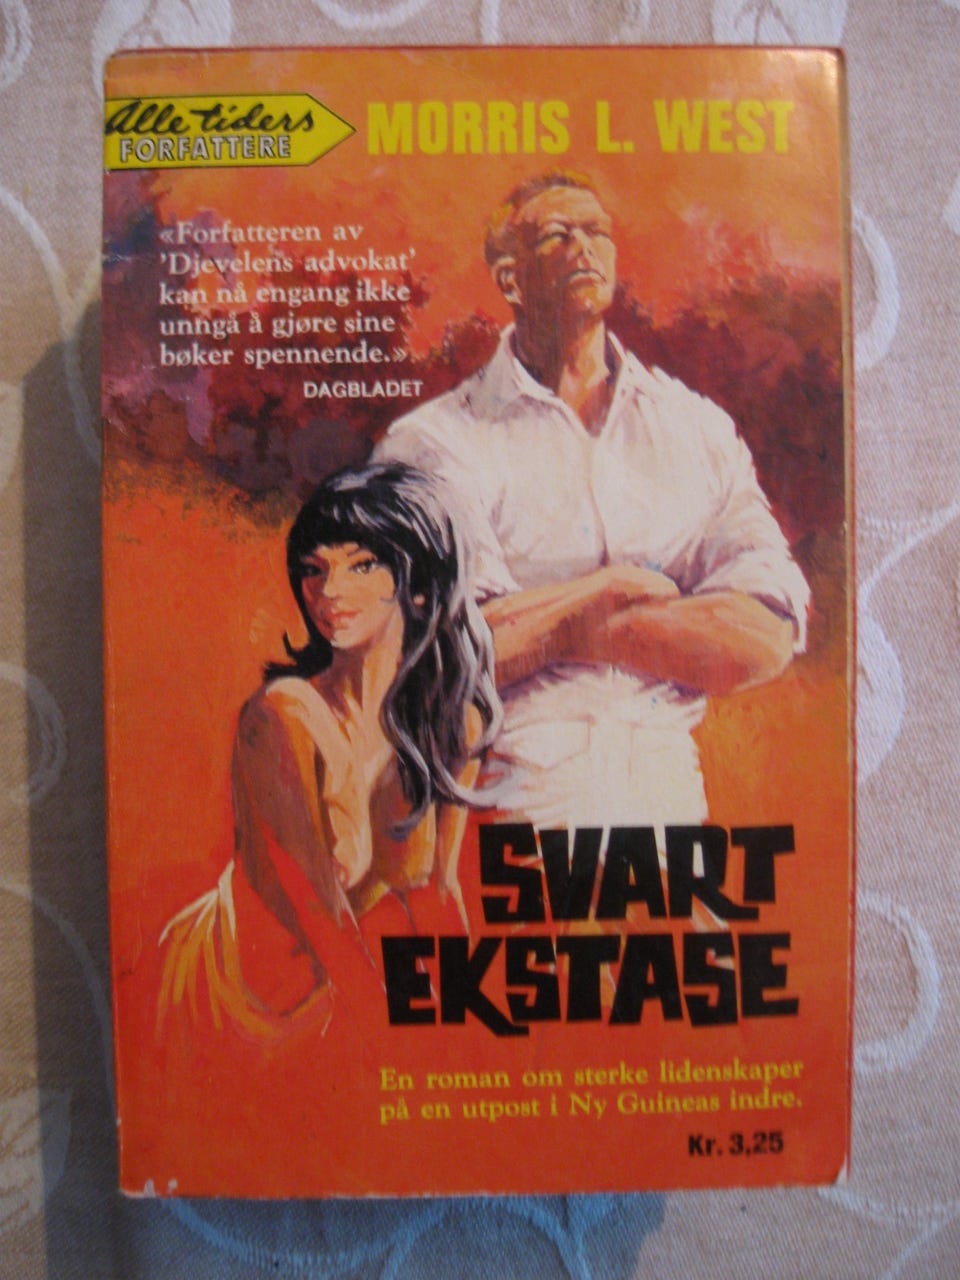 Alle tiders
FORFATTERE
MORRIS L. WEST
«Forfatteren av
'Djevelens advokat'
kan nå engang ikke
unngå å gjøre sine
bøker spennende.»
DAGBLADET
SVART
EKSTASE
En roman om sterke lidenskaper
på en utpost i Ny Guineas indre.
Kr. 3,25